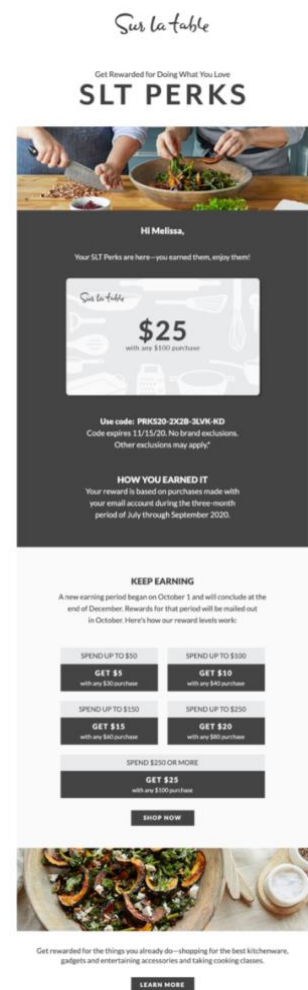 Sur la table
Get Rewarded for Doing What You Love
SLT PERKS
Hi Melissa,
Your SLT Perks are here—you earned them, enjoy them!
Sur la table
$25
with any $100 purchase
Use code: PRKS20-2X2B-3LVK-KD
Code expires 11/15/20. No brand exclusions.
Other exclusions may apply.*
HOW YOU EARNED IT
Your reward is based on purchases made with
your email account during the three-month
period of July through September 2020.
KEEP EARNING
A new earning period began on October 1 and will conclude at the
end of December. Rewards for that period will be mailed out
in October. Here's how our reward levels work:
SPEND UP TO $50
GET $5
with any $30 purchase
SPEND UP TO $100
GET $10
with any $40 purchase
SPEND UP TO $150
GET $15
with any $60 purchase
SPEND UP TO $250
GET $20
with any $80 purchase
SPEND $250 OR MORE
GET $25
with any $100 purchase
SHOP NOW
Get rewarded for the things you already do—shopping for the best kitchenware,
gadgets and entertaining accessories and taking cooking classes.
LEARN MORE